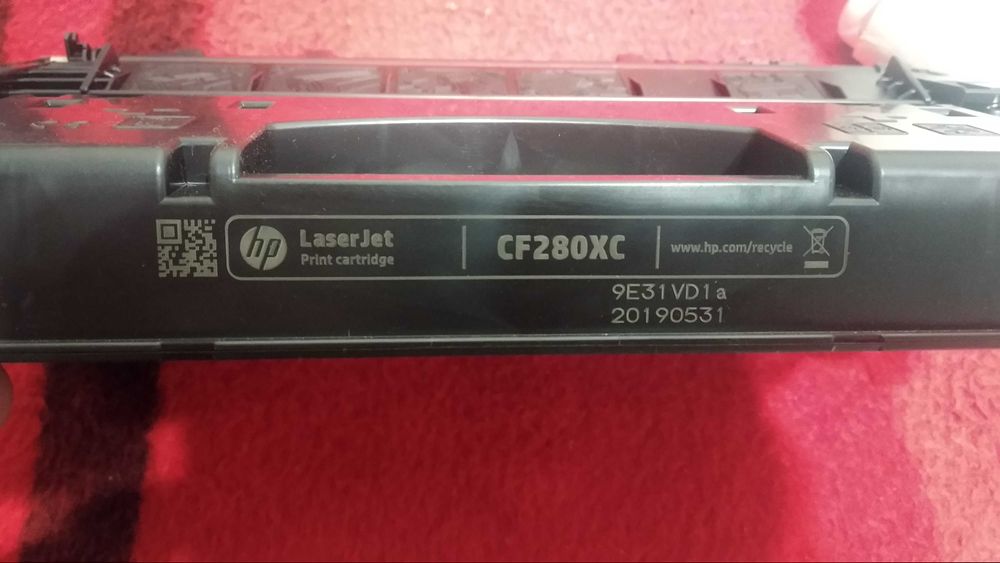 hp
LaserJet
Print cartridge
CF280XC
www.hp.com/recycle
9E31VD1a
20190531